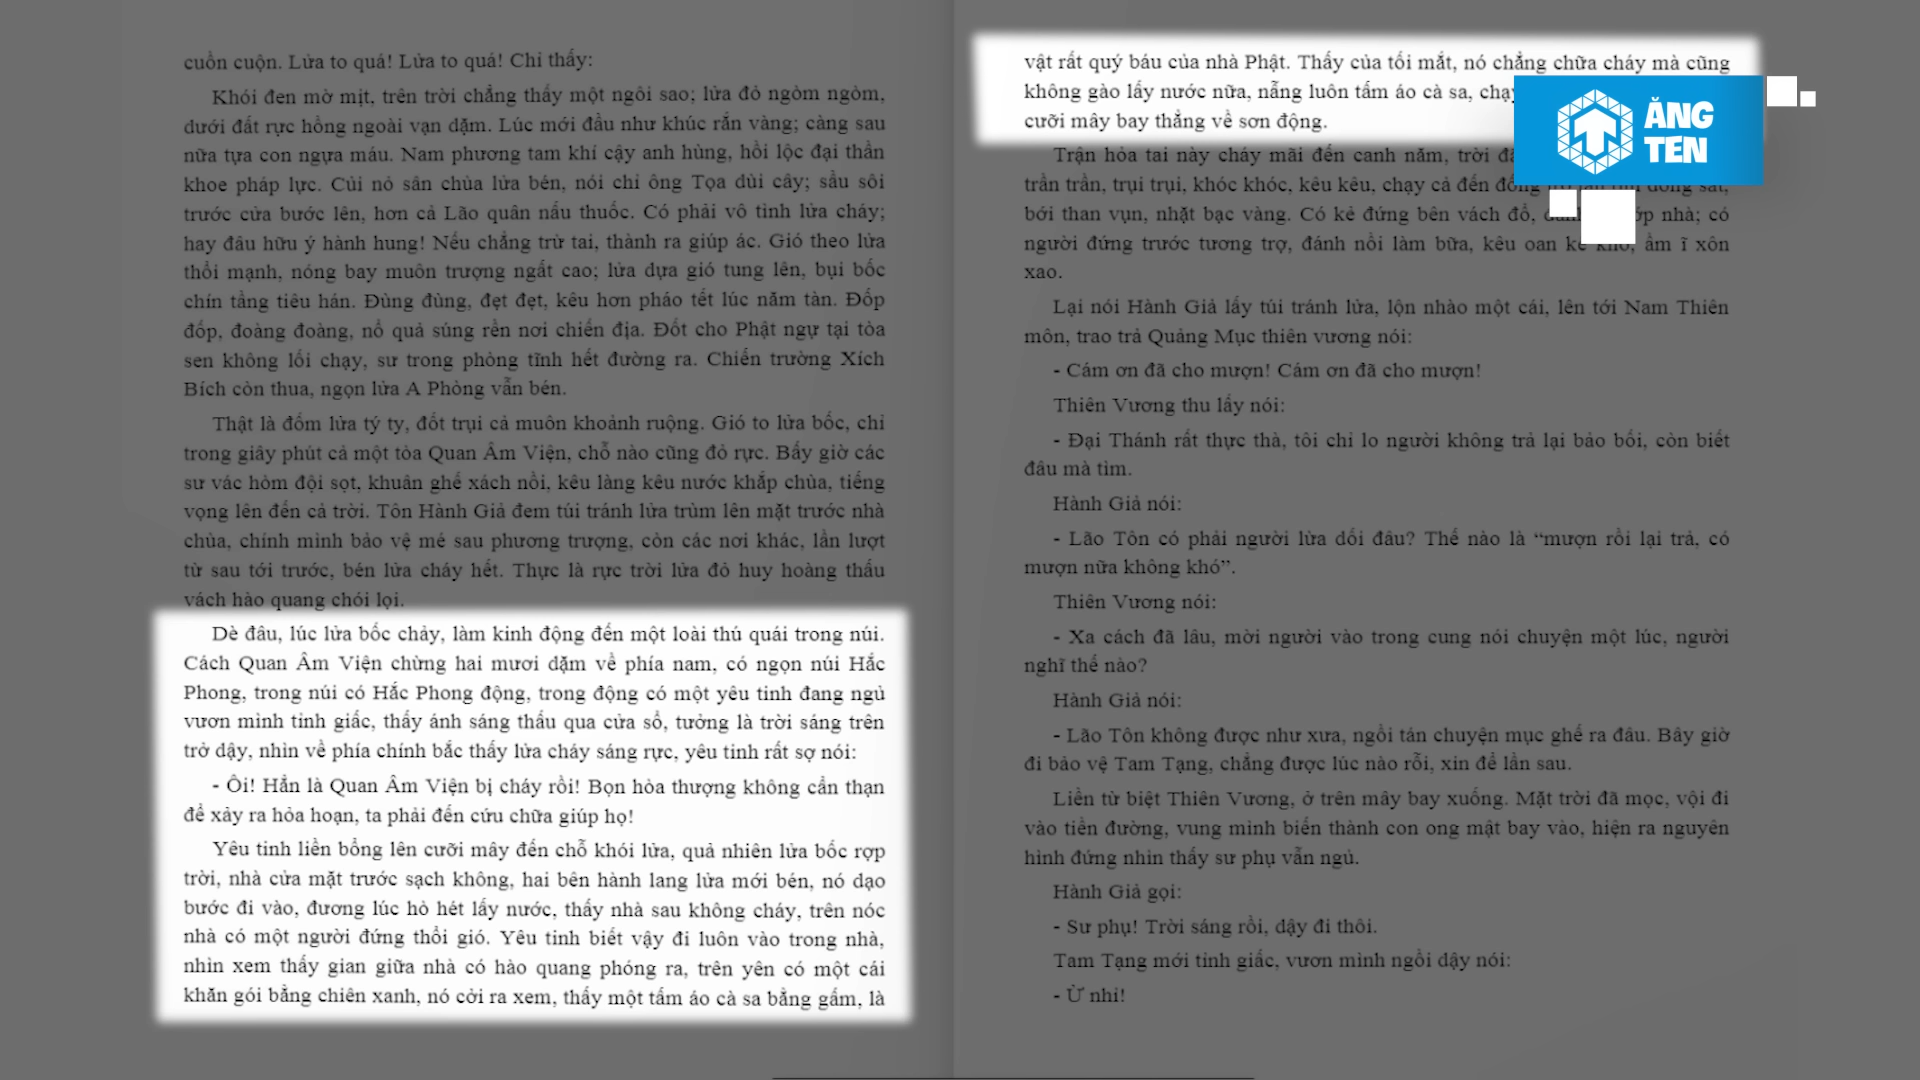 cuồn cuộn. Lửa to quá! Lửa to quá! Chỉ thấy:
Khói đen mờ mịt, trên trời chẳng thấy một ngôi sao; lửa đỏ ngòm ngòm,
dưới đất rực hồng ngoài vạn dặm. Lúc mới đầu như khúc rắn vàng; càng sau
nữa tựa con ngựa máu. Nam phương tam khí cậy anh hùng, hồi lộc đại thần
khoe pháp lực. Củi nỏ sân chùa lửa bén, nói chi ông Tọa dùi cây; sầu sôi
trước cửa bước lên, hơn cả Lão quân nấu thuốc. Có phải vô tình lửa cháy;
hay đâu hữu ý hành hung! Nếu chẳng trừ tai, thành ra giúp ác. Gió theo lửa
thổi mạnh, nóng bay muôn trượng ngất cao; lửa dựa gió tung lên, bụi bốc
chín tầng tiêu hán. Đùng đùng, đẹt đẹt, kêu hơn pháo tết lúc năm tàn. Đốp
đốp, đoàng đoàng, nổ quá súng rền nơi chiến địa. Đốt cho Phật ngự tại tòa
sen không lối chạy, sư trong phòng tĩnh hết đường ra. Chiến trường Xích
Bích còn thua, ngọn lửa A Phòng vẫn bén.
Thật là đốm lửa tý ty, đốt trụi cả muôn khoảnh ruộng. Gió to lửa bốc, chỉ
trong giây phút cả một tòa Quan Âm Viện, chỗ nào cũng đỏ rực. Bấy giờ các
sư vác hòm đội sọt, khuân ghế xách nồi, kêu làng kêu nước khắp chùa, tiếng
vọng lên đến cả trời. Tôn Hành Giả đem túi tránh lửa trùm lên mặt trước nhà
chùa, chính mình bảo vệ mé sau phương trượng, còn các nơi khác, lần lượt
từ sau tới trước, bén lửa cháy hết. Thực là rực trời lửa đỏ huy hoàng thấu
vách hào quang chói lọi.
Dè đâu, lúc lửa bốc cháy, làm kinh động đến một loài thú quái trong núi.
Cách Quan Âm Viện chừng hai mươi dặm về phía nam, có ngọn núi Hắc
Phong, trong núi có Hắc Phong động, trong động có một yêu tinh đang ngủ
vươn mình tỉnh giấc, thấy ánh sáng thấu qua cửa sổ, tưởng là trời sáng trên
trở dậy, nhìn về phía chính bắc thấy lửa cháy sáng rực, yêu tinh rất sợ nói:
- Ôi! Hẳn là Quan Âm Viện bị cháy rồi! Bọn hòa thượng không cẩn thạn
để xảy ra hỏa hoạn, ta phải đến cứu chữa giúp họ!
Yêu tinh liền bổng lên cưỡi mây đến chỗ khói lửa, quả nhiên lửa bốc rợp
trời, nhà cửa mặt trước sạch không, hai bên hành lang lửa mới bén, nó dạo
bước đi vào, đương lúc hò hét lấy nước, thấy nhà sau không cháy, trên nóc
nhà có một người đứng thổi gió. Yêu tinh biết vậy đi luôn vào trong nhà,
nhìn xem thấy gian giữa nhà có hào quang phóng ra, trên yên có một cái
khăn gói bằng chiên xanh, nó cởi ra xem, thấy một tấm áo cà sa bằng gấm, là
vật rất quý báu của nhà Phật. Thấy của tối mắt, nó chẳng chữa cháy mà cũng
không gào lấy nước nữa, nẵng luôn tấm áo cà sa, chạy
cưỡi mây bay thẳng về sơn động.
ĂNG
TEN
Trận hỏa tai này cháy mãi đến canh năm, trời
trần trần, trụi trụi, khóc khóc, kêu kêu, chạy cả đến
bới than vụn, nhặt bạc vàng. Có kẻ đứng bên vách đổ, nhà; có
người đứng trước tương trợ, đánh nồi làm bữa, kêu oan ầm ĩ xôn
xao.
Lại nói Hành Giả lấy túi tránh lửa, lộn nhào một cái, lên tới Nam Thiên
môn, trao trả Quảng Mục thiên vương nói:
- Cám ơn đã cho mượn! Cám ơn đã cho mượn!
Thiên Vương thu lấy nói:
- Đại Thánh rất thực thà, tôi chỉ lo người không trả lại bảo bối, còn biết
đâu mà tìm.
Hành Giả nói:
- Lão Tôn có phải người lừa dối đâu? Thế nào là “mượn rồi lại trả, có
mượn nữa không khó”.
Thiên Vương nói:
- Xa cách đã lâu, mời người vào trong cung nói chuyện một lúc, người
nghĩ thế nào?
Hành Giả nói:
- Lão Tôn không được như xưa, ngồi tán chuyện mục ghế ra đâu. Bây giờ
đi bảo vệ Tam Tạng, chẳng được lúc nào rỗi, xin để lần sau.
Liền từ biệt Thiên Vương, ở trên mây bay xuống. Mặt trời đã mọc, vội đi
vào tiền đường, vung mình biến thành con ong mật bay vào, hiện ra nguyên
hình đứng nhìn thấy sư phụ vẫn ngủ.
Hành Giả gọi:
- Sư phụ! Trời sáng rồi, dậy đi thôi.
Tam Tạng mới tỉnh giấc, vươn mình ngồi dậy nói:
- Ừ nhỉ!